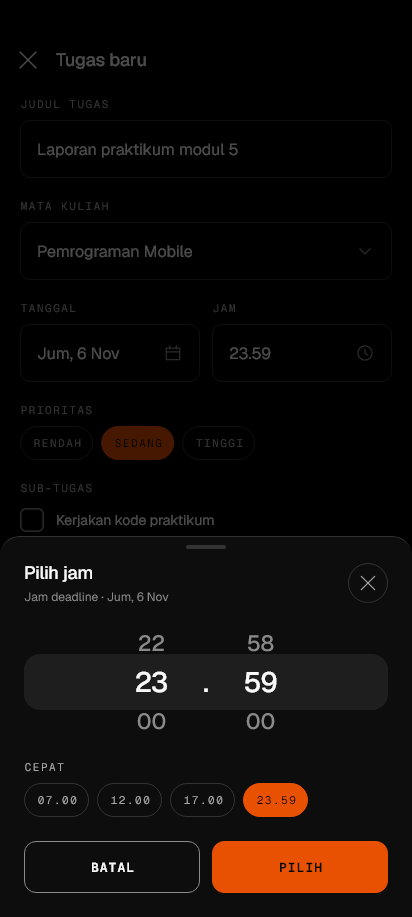 Tugas baru
JUDUL TUGAS
Laporan praktikum modul 5
MATA KULIAH
Pemrograman Mobile
TANGGAL JAM
Jum, 6 Nov 23.59
PRIORITAS
RENDAH SEDANG TINGGI
SUB-TUGAS
Kerjakan kode praktikum
Pilih jam
Jam deadline · Jum, 6 Nov
22 58
23 . 59
00 00
CEPAT
07.00 12.00 17.00 23.59
BATAL PILIH